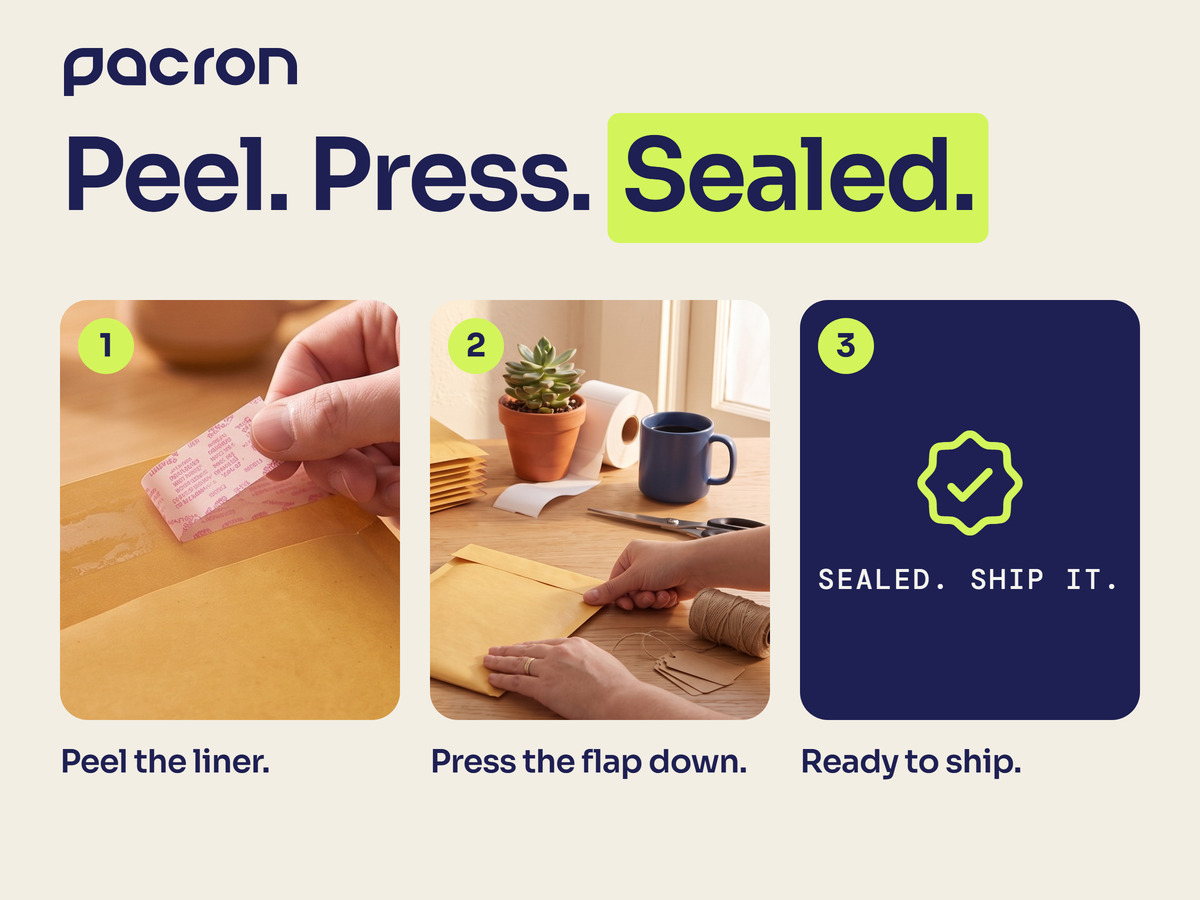 pacron
Peel. Press. Sealed.
1
2
3
SEALED. SHIP IT.
Peel the liner.
Press the flap down.
Ready to ship.